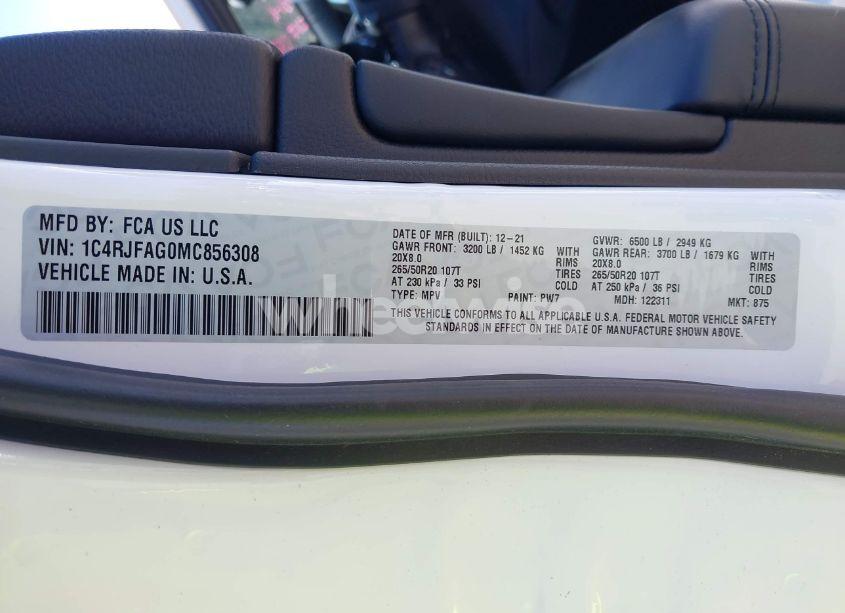 MFD BY: FCA US LLC
VIN: 1C4RJFAG0MC856308
VEHICLE MADE IN: U.S.A.
DATE OF MFR (BUILT): 12-21 GVWR: 6500 LB / 2949 KG
GAWR FRONT: 3200 LB / 1452 KG WITH GAWR REAR: 3700 LB / 1679 KG WITH
20X8.0 RIMS 20X8.0 RIMS
265/50R20 107T TIRES 265/50R20 107T TIRES
AT 230 kPa / 33 PSI COLD AT 250 kPa / 36 PSI COLD
TYPE: MPV PAINT: PW7 MDH: 122311 MKT: 875
THIS VEHICLE CONFORMS TO ALL APPLICABLE U.S.A. FEDERAL MOTOR VEHICLE SAFETY
STANDARDS IN EFFECT ON THE DATE OF MANUFACTURE SHOWN ABOVE.